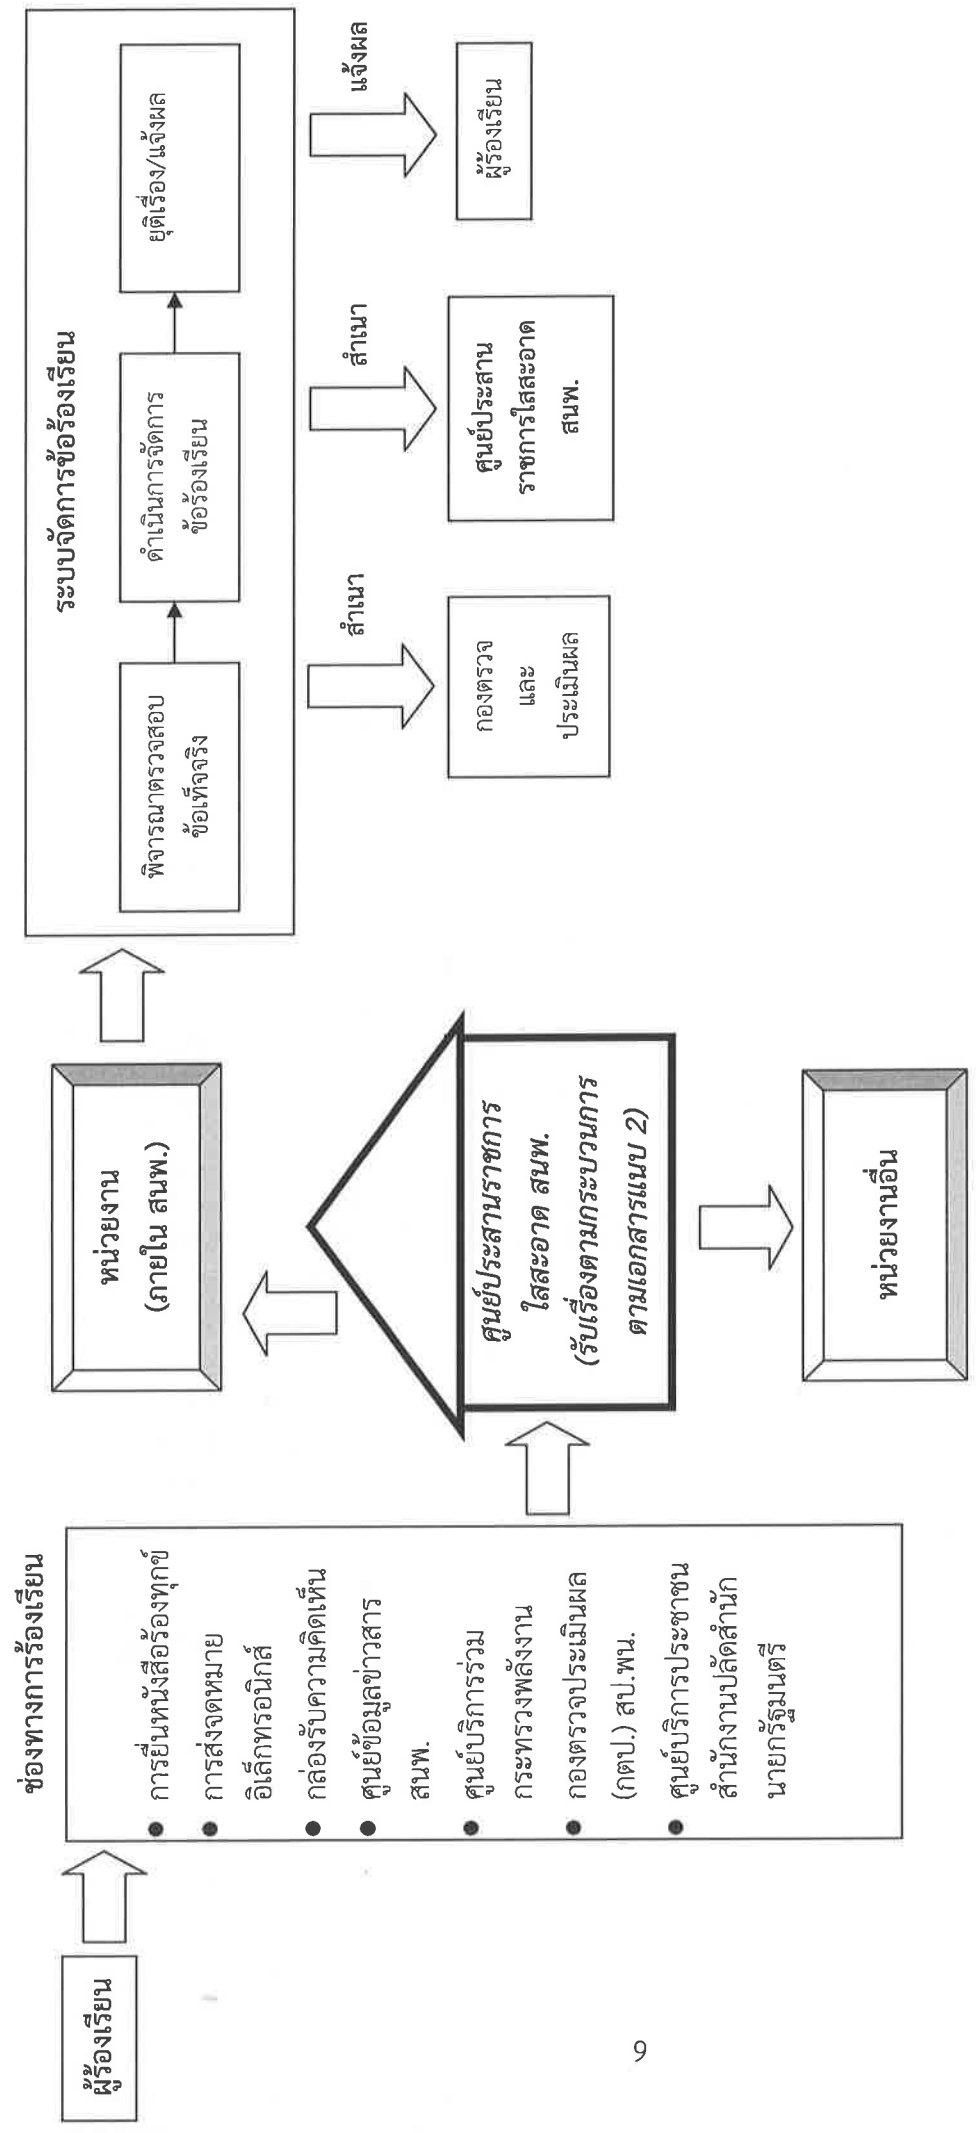 ผู้ร้องเรียน
ช่องทางการร้องเรียน
● การยื่นหนังสือร้องทุกข์
● การส่งจดหมาย
อิเล็กทรอนิกส์
● กล่องรับความคิดเห็น
● ศูนย์ข้อมูลข่าวสาร
สนพ.
● ศูนย์บริการร่วม
กระทรวงพลังงาน
● กองตรวจประเมินผล
(กตป.) สป.พน.
● ศูนย์บริการประชาชน
สำนักงานปลัดสำนัก
นายกรัฐมนตรี
หน่วยงาน
(ภายใน สนพ.)
ศูนย์ประสานราชการ
ใสสะอาด สนพ.
(รับเรื่องตามกระบวนการ
ตามเอกสารแนบ 2)
หน่วยงานอื่น
ระบบจัดการข้อร้องเรียน
พิจารณาตรวจสอบ
ข้อเท็จจริง
ดำเนินการจัดการ
ข้อร้องเรียน
ยุติเรื่อง/แจ้งผล
สำเนา
สำเนา
แจ้งผล
กองตรวจ
และ
ประเมินผล
ศูนย์ประสาน
ราชการใสสะอาด
สนพ.
ผู้ร้องเรียน
9